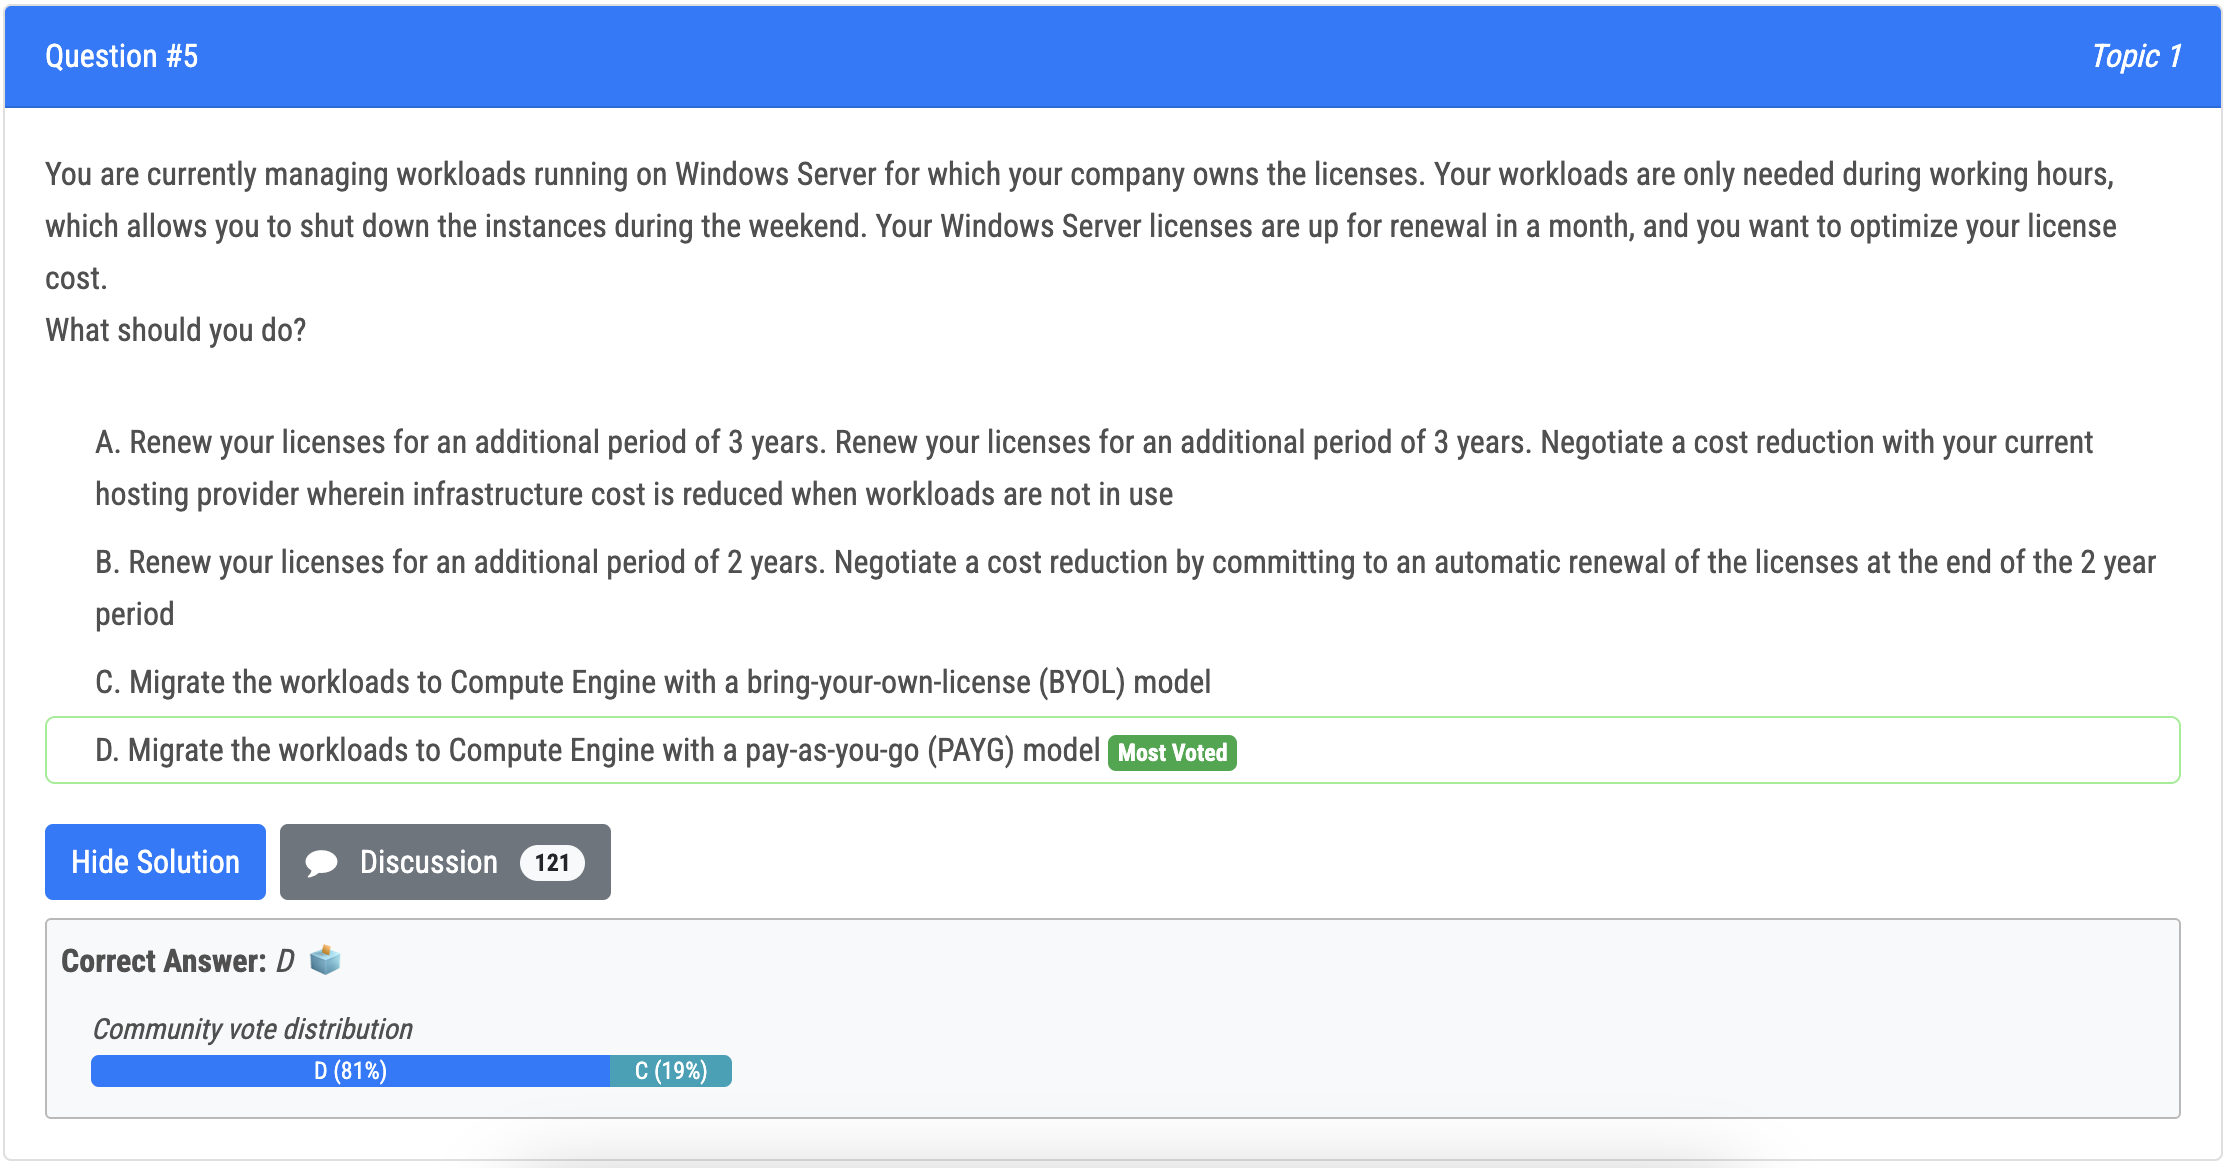 Question #5
Topic 1
You are currently managing workloads running on Windows Server for which your company owns the licenses. Your workloads are only needed during working hours,
which allows you to shut down the instances during the weekend. Your Windows Server licenses are up for renewal in a month, and you want to optimize your license
cost.
What should you do?
A. Renew your licenses for an additional period of 3 years. Renew your licenses for an additional period of 3 years. Negotiate a cost reduction with your current
hosting provider wherein infrastructure cost is reduced when workloads are not in use
B. Renew your licenses for an additional period of 2 years. Negotiate a cost reduction by committing to an automatic renewal of the licenses at the end of the 2 year
period
C. Migrate the workloads to Compute Engine with a bring-your-own-license (BYOL) model
D. Migrate the workloads to Compute Engine with a pay-as-you-go (PAYG) model Most Voted
Hide Solution
Discussion 121
Correct Answer: D
Community vote distribution
D (81%) C (19%)